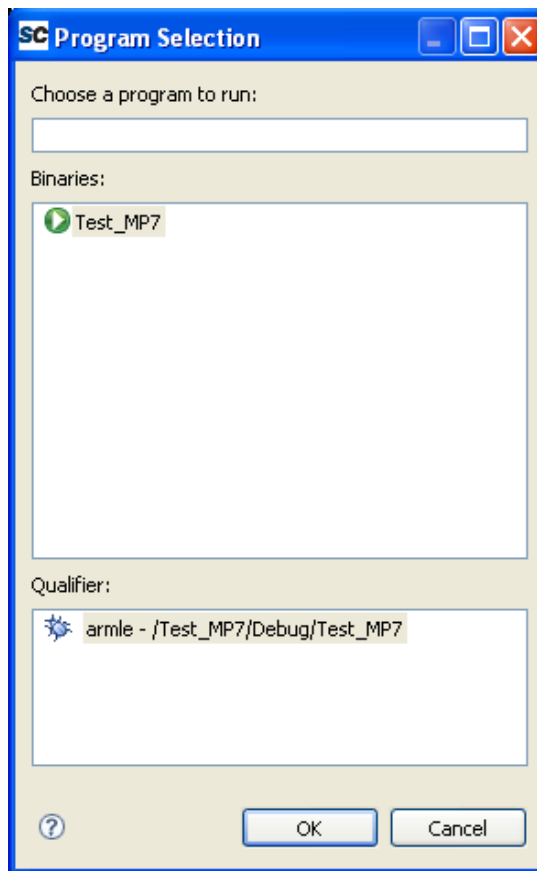 SC Program Selection
Choose a program to run:
Binaries:
Test_MP7
Qualifier:
armle - /Test_MP7/Debug/Test_MP7
? OK Cancel